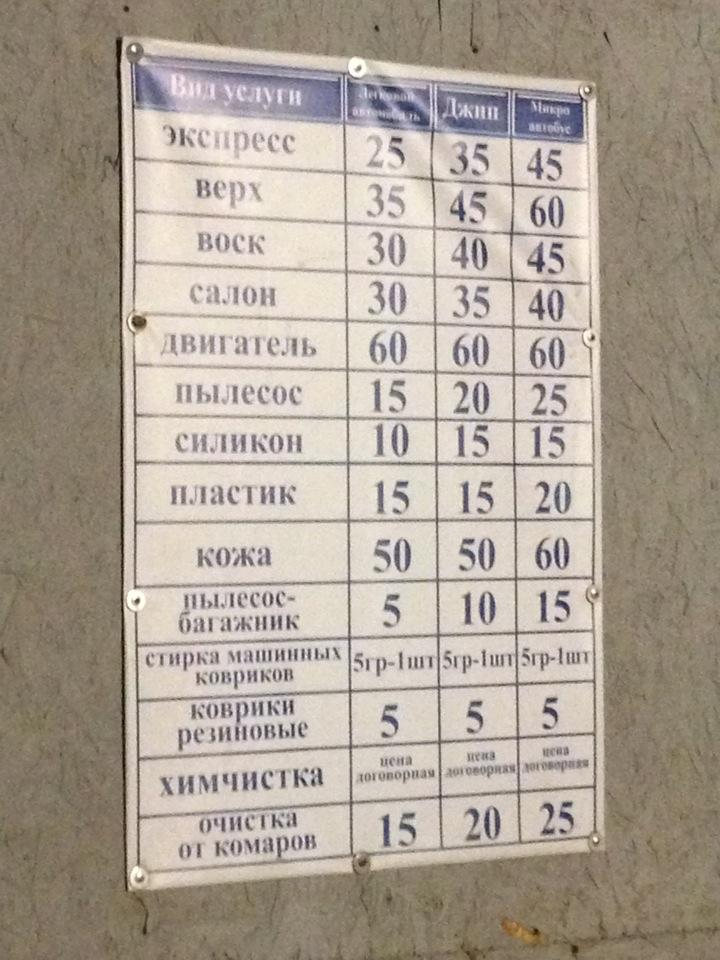 Вид услуги Легковой автомобиль Джип Микро автобус
экспресс 25 35 45
верх 35 45 60
воск 30 40 45
салон 30 35 40
двигатель 60 60 60
пылесос 15 20 25
силикон 10 15 15
пластик 15 15 20
кожа 50 50 60
пылесос-
багажник 5 10 15
стирка машинных
ковриков 5гр-1шт 5гр-1шт 5гр-1шт
коврики
резиновые 5 5 5
химчистка цена договорная цена договорная цена договорная
очистка
от комаров 15 20 25